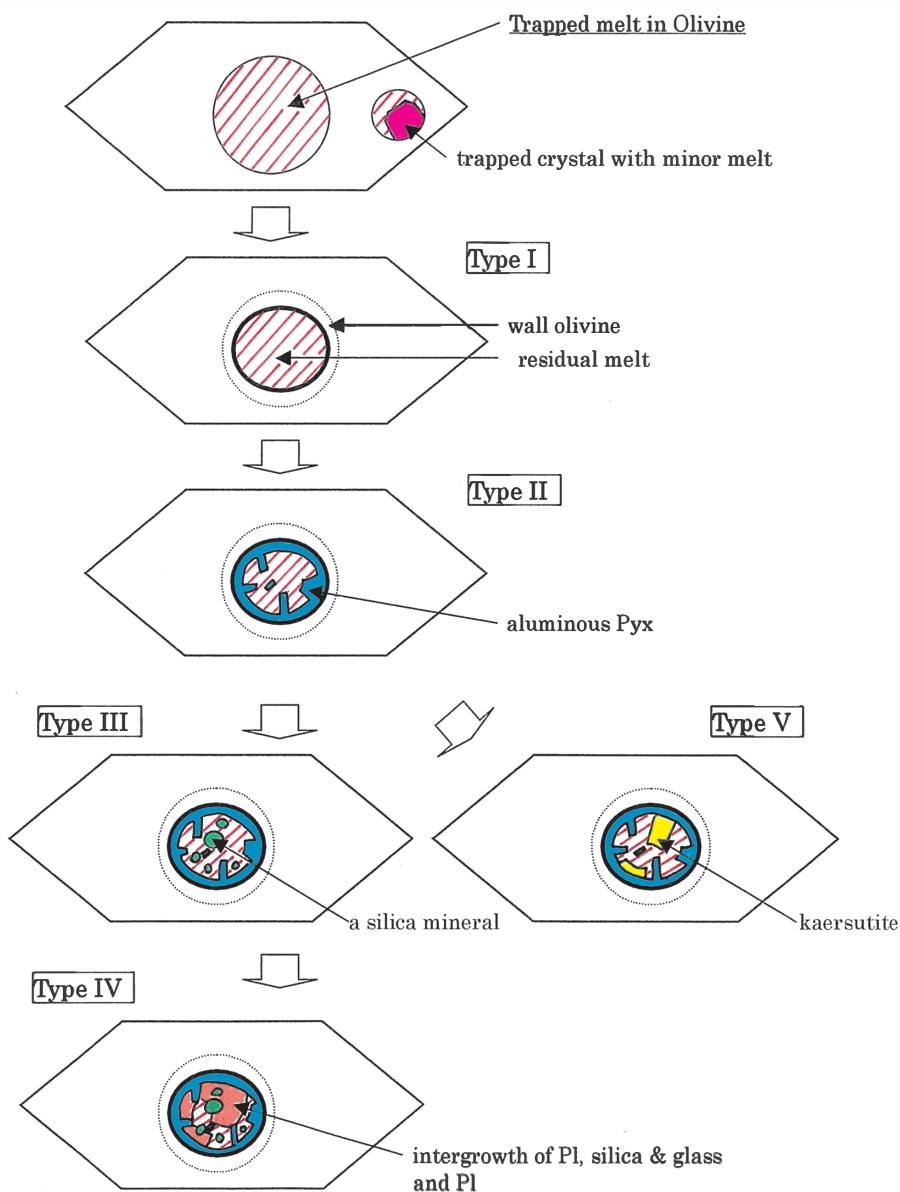 Trapped melt in Olivine
trapped crystal with minor melt
Type I
wall olivine
residual melt
Type II
aluminous Pyx
Type III
Type V
a silica mineral
kaersutite
Type IV
intergrowth of Pl, silica & glass
and Pl